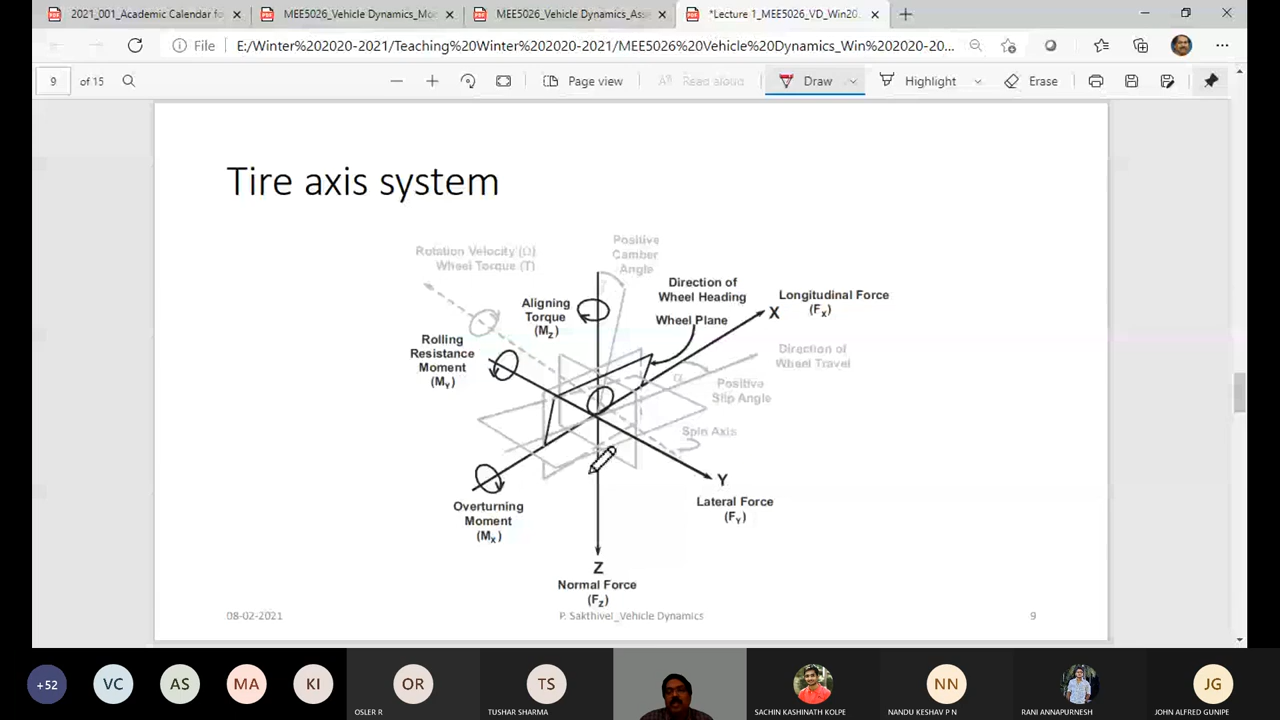 2021_001_Academic Calendar fo
MEE5026_Vehicle Dynamics_Mo
MEE5026_Vehicle Dynamics_Ass
*Lecture 1_MEE5026_VD_Win20
File
E:/Winter%202020-2021/Teaching%20Winter%202020-2021/MEE5026%20Vehicle%20Dynamics_Win%202020-20...
9 of 15
Page view
Read aloud
Draw
Highlight
Erase
Tire axis system
Rotation Velocity (Ω)
Wheel Torque (T)
Positive
Camber
Angle
γ
Direction of
Wheel Heading
Wheel Plane
Aligning
Torque
(MZ)
X
Longitudinal Force
(FX)
Rolling
Resistance
Moment
(MY)
Direction of
Wheel Travel
α
Positive
Slip Angle
Spin Axis
Y
Lateral Force
(FY)
Overturning
Moment
(MX)
Z
Normal Force
(FZ)
08-02-2021
P. Sakthivel_Vehicle Dynamics
9
+52
VC
AS
MA
KI
OR
TS
NN
JG
OSLER R
TUSHAR SHARMA
SACHIN KASHINATH KOLPE
NANDU KESHAV P N
RANI ANNAPURNESH
JOHN ALFRED GUNIPE